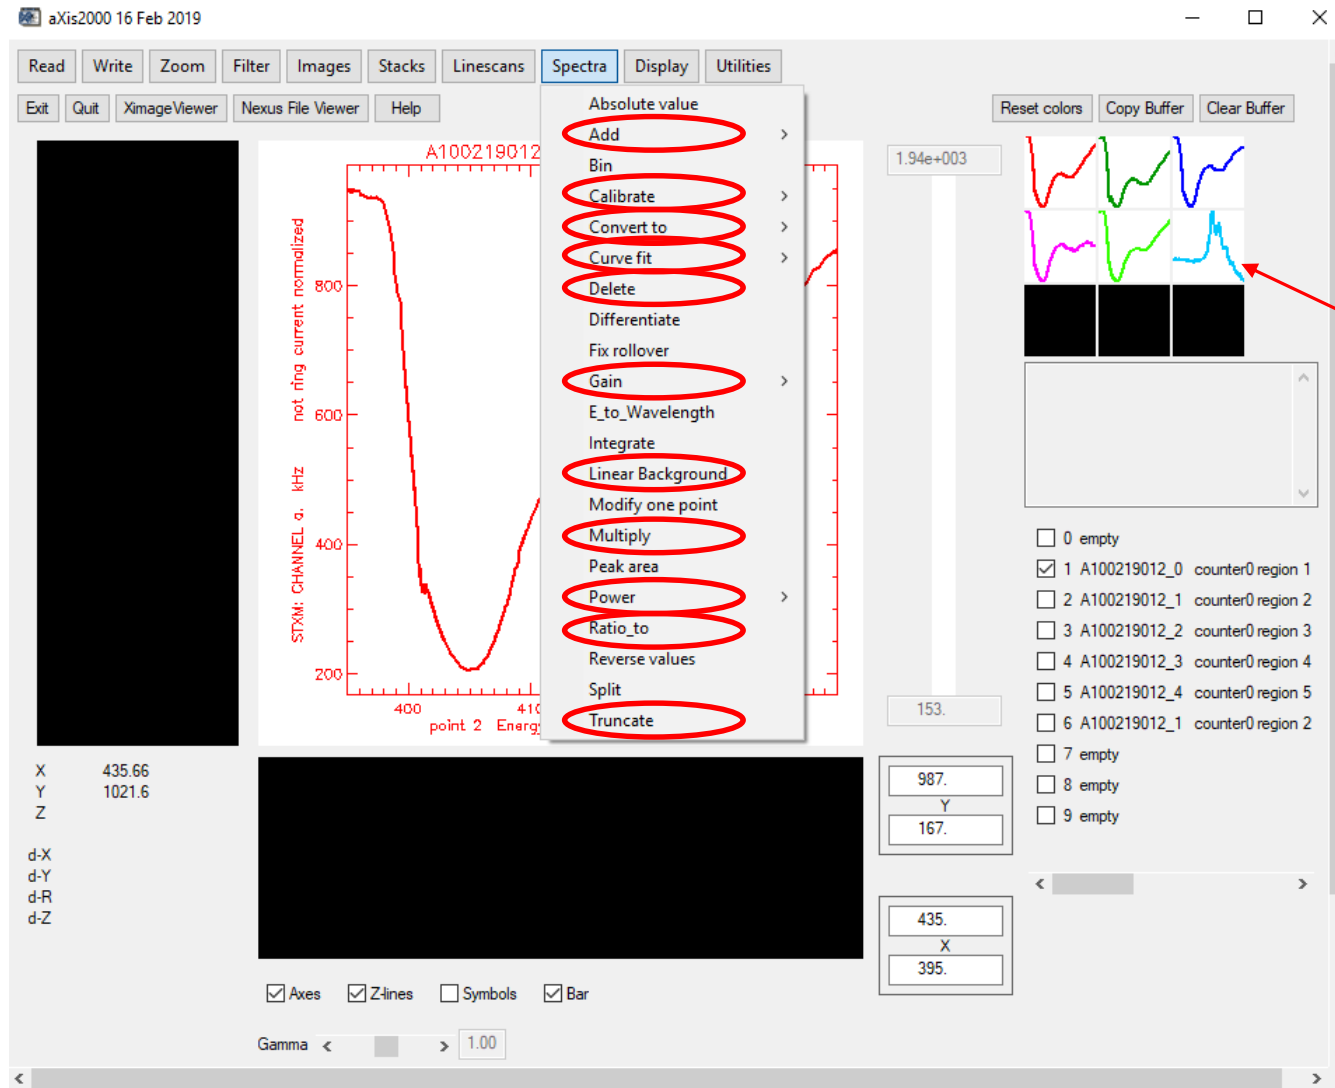 aXis2000 16 Feb 2019
Read Write Zoom Filter Images Stacks Linescans Spectra Display Utilities
Exit Quit XimageViewer Nexus File Viewer Help Reset colors Copy Buffer Clear Buffer
Absolute value
Add
Bin
Calibrate
Convert to
Curve fit
Delete
Differentiate
Fix rollover
Gain
E_to_Wavelength
Integrate
Linear Background
Modify one point
Multiply
Peak area
Power
Ratio_to
Reverse values
Split
Truncate
A100219012
STXM: CHANNEL a. kHz not ring current normalized
800
600
400
200
400 410
point 2 Energy
1.94e+003
153.
0 empty
1 A100219012_0 counter0 region 1
2 A100219012_1 counter0 region 2
3 A100219012_2 counter0 region 3
4 A100219012_3 counter0 region 4
5 A100219012_4 counter0 region 5
6 A100219012_1 counter0 region 2
7 empty
8 empty
9 empty
X 435.66
Y 1021.6
Z
d-X
d-Y
d-R
d-Z
987.
Y
167.
435.
X
395.
Axes Z-lines Symbols Bar
Gamma 1.00